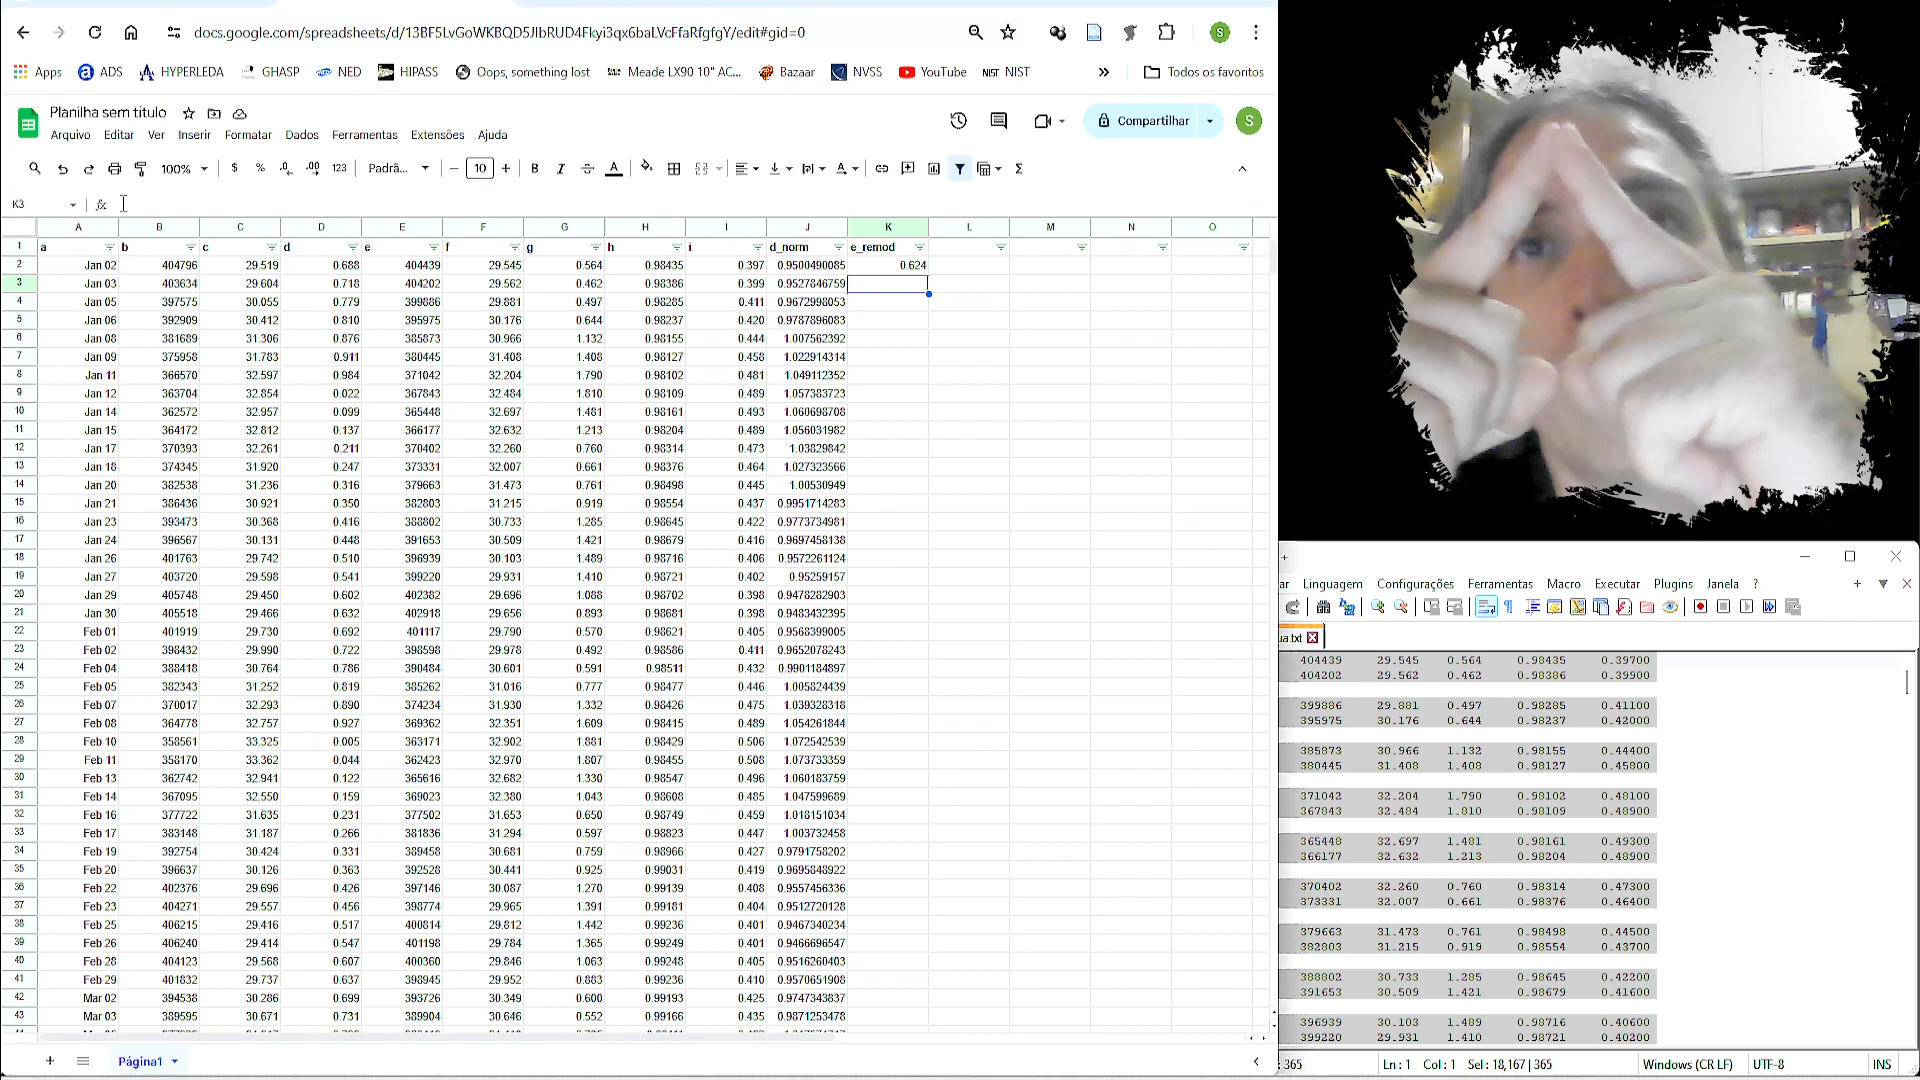 docs.google.com/spreadsheets/d/13BF5LvGoWKBQD5JlbRUD4Fkyi3qx6baLVcFfaRfgfgY/edit#gid=0
Apps ADS HYPERLEDA GHASP NED HIPASS Oops, something lost Meade LX90 10" AC... Bazaar NVSS YouTube NIST NIST » Todos os favoritos
Planilha sem título
Arquivo Editar Ver Inserir Formatar Dados Ferramentas Extensões Ajuda
Compartilhar S
100% $ % .0 .00 123 Padrã... − 10 + B I A Σ
K3 fx
A B C D E F G H I J K L M N O
1 a b c d e f g h i d_norm e_remod
2 Jan 02 404796 29.519 0.688 404439 29.545 0.564 0.98435 0.397 0.9500490085 0.624
3 Jan 03 403634 29.604 0.718 404202 29.562 0.462 0.98386 0.399 0.9527846759
4 Jan 05 397575 30.055 0.779 399886 29.881 0.497 0.98285 0.411 0.9672998053
5 Jan 06 392909 30.412 0.810 395975 30.176 0.644 0.98237 0.420 0.9787896083
6 Jan 08 381689 31.306 0.876 385873 30.966 1.132 0.98155 0.444 1.007562392
7 Jan 09 375958 31.783 0.911 380445 31.408 1.408 0.98127 0.458 1.022914314
8 Jan 11 366570 32.597 0.984 371042 32.204 1.790 0.98102 0.481 1.049112352
9 Jan 12 363704 32.854 0.022 367843 32.484 1.810 0.98109 0.489 1.057383723
10 Jan 14 362572 32.957 0.099 365448 32.697 1.481 0.98161 0.493 1.060698708
11 Jan 15 364172 32.812 0.137 366177 32.632 1.213 0.98204 0.489 1.056031982
12 Jan 17 370393 32.261 0.211 370402 32.260 0.760 0.98314 0.473 1.03829842
13 Jan 18 374345 31.920 0.247 373331 32.007 0.661 0.98376 0.464 1.027323566
14 Jan 20 382538 31.236 0.316 379663 31.473 0.761 0.98498 0.445 1.00530949
15 Jan 21 386436 30.921 0.350 382803 31.215 0.919 0.98554 0.437 0.9951714283
16 Jan 23 393473 30.368 0.416 388802 30.733 1.285 0.98645 0.422 0.9773734981
17 Jan 24 396567 30.131 0.448 391653 30.509 1.421 0.98679 0.416 0.9697458138
18 Jan 26 401763 29.742 0.510 396939 30.103 1.489 0.98716 0.406 0.9572261124
19 Jan 27 403720 29.598 0.541 399220 29.931 1.410 0.98721 0.402 0.95259157
20 Jan 29 405748 29.450 0.602 402382 29.696 1.088 0.98702 0.398 0.9478282903
21 Jan 30 405518 29.466 0.632 402918 29.656 0.893 0.98681 0.398 0.9483432395
22 Feb 01 401919 29.730 0.692 401117 29.790 0.570 0.98621 0.405 0.9568399005
23 Feb 02 398432 29.990 0.722 398598 29.978 0.492 0.98586 0.411 0.9652078243
24 Feb 04 388418 30.764 0.786 390484 30.601 0.591 0.98511 0.432 0.9901184897
25 Feb 05 382343 31.252 0.819 385262 31.016 0.777 0.98477 0.446 1.005824439
26 Feb 07 370017 32.293 0.890 374234 31.930 1.332 0.98426 0.475 1.039328318
27 Feb 08 364778 32.757 0.927 369362 32.351 1.609 0.98415 0.489 1.054261844
28 Feb 10 358561 33.325 0.005 363171 32.902 1.881 0.98429 0.506 1.072542539
29 Feb 11 358170 33.362 0.044 362423 32.970 1.807 0.98455 0.508 1.073733359
30 Feb 13 362742 32.941 0.122 365616 32.682 1.330 0.98547 0.496 1.060183759
31 Feb 14 367095 32.550 0.159 369023 32.380 1.043 0.98608 0.485 1.047599689
32 Feb 16 377722 31.635 0.231 377502 31.653 0.650 0.98749 0.459 1.018151034
33 Feb 17 383148 31.187 0.266 381836 31.294 0.597 0.98823 0.447 1.003732458
34 Feb 19 392754 30.424 0.331 389458 30.681 0.759 0.98966 0.427 0.9791758202
35 Feb 20 396637 30.126 0.363 392528 30.441 0.925 0.99031 0.419 0.9695848922
36 Feb 22 402376 29.696 0.426 397146 30.087 1.270 0.99139 0.408 0.9557456336
37 Feb 23 404271 29.557 0.456 398774 29.965 1.391 0.99181 0.404 0.9512720128
38 Feb 25 406215 29.416 0.517 400814 29.812 1.442 0.99236 0.401 0.9467340234
39 Feb 26 406240 29.414 0.547 401198 29.784 1.365 0.99249 0.401 0.9466696547
40 Feb 28 404123 29.568 0.607 400360 29.846 1.063 0.99248 0.405 0.9516260403
41 Feb 29 401832 29.737 0.637 398945 29.952 0.883 0.99236 0.410 0.9570651908
42 Mar 02 394538 30.286 0.699 393726 30.349 0.600 0.99193 0.425 0.9747343837
43 Mar 03 389595 30.671 0.731 389904 30.646 0.552 0.99166 0.435 0.9871253478
+ Página1
ar Linguagem Configurações Ferramentas Macro Executar Plugins Janela ?
ua.txt
404439 29.545 0.564 0.98435 0.39700
404202 29.562 0.462 0.98386 0.39900
399886 29.881 0.497 0.98285 0.41100
395975 30.176 0.644 0.98237 0.42000
385873 30.966 1.132 0.98155 0.44400
380445 31.408 1.408 0.98127 0.45800
371042 32.204 1.790 0.98102 0.48100
367843 32.484 1.810 0.98109 0.48900
365448 32.697 1.481 0.98161 0.49300
366177 32.632 1.213 0.98204 0.48900
370402 32.260 0.760 0.98314 0.47300
373331 32.007 0.661 0.98376 0.46400
379663 31.473 0.761 0.98498 0.44500
382803 31.215 0.919 0.98554 0.43700
388802 30.733 1.285 0.98645 0.42200
391653 30.509 1.421 0.98679 0.41600
396939 30.103 1.489 0.98716 0.40600
399220 29.931 1.410 0.98721 0.40200
: 365 Ln : 1 Col : 1 Sel : 18,167 | 365 Windows (CR LF) UTF-8 INS